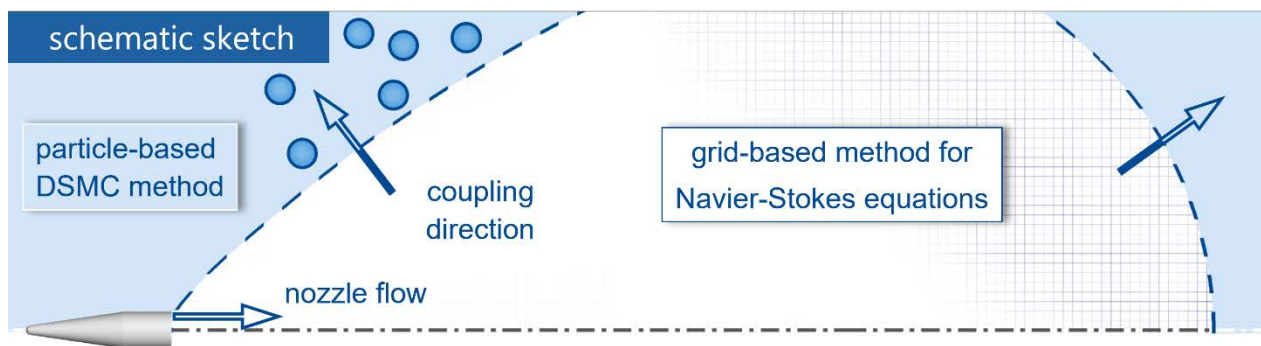 schematic sketch
particle-based
DSMC method
coupling
direction
grid-based method for
Navier-Stokes equations
nozzle flow